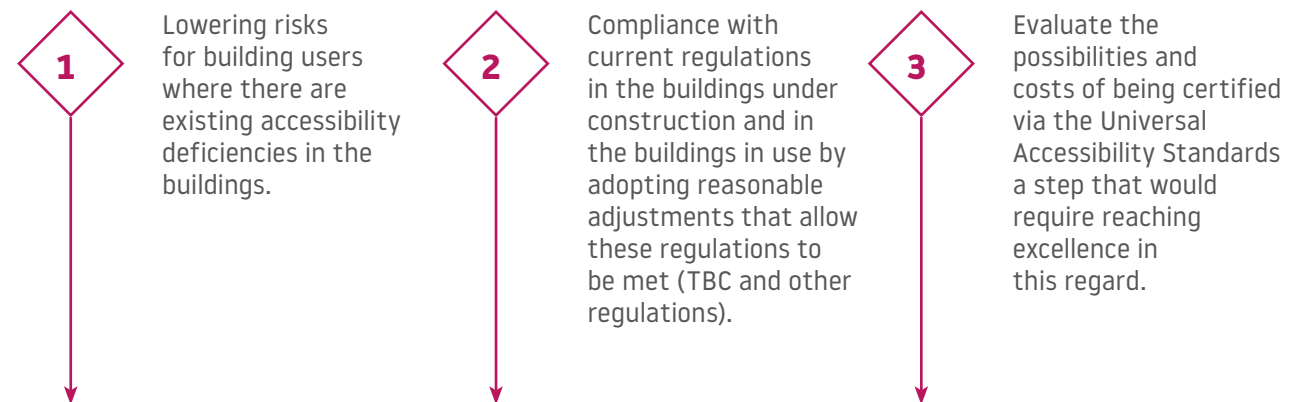 1
Lowering risks
for building users
where there are
existing accessibility
deficiencies in the
buildings.
2
Compliance with
current regulations
in the buildings under
construction and in
the buildings in use by
adopting reasonable
adjustments that allow
these regulations to
be met (TBC and other
regulations).
3
Evaluate the
possibilities and
costs of being certified
via the Universal
Accessibility Standards
a step that would
require reaching
excellence in
this regard.